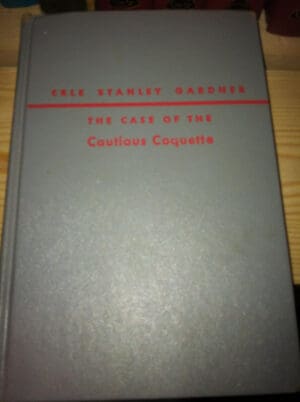 ERLE STANLEY GARDNER
THE CASE OF THE
Cautious Coquette